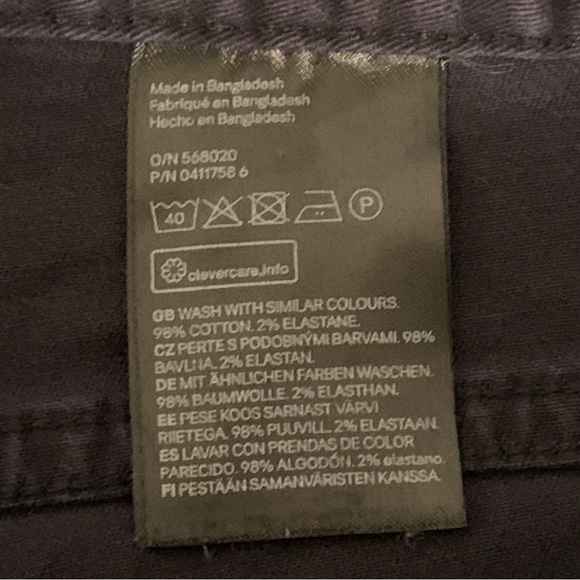 Made in Bangladesh
Fabriqué en Bangladesh
Hecho en Bangladesh
O/N 568020
P/N 0411758 6
40 P
clevercare.info
GB WASH WITH SIMILAR COLOURS.
98% COTTON. 2% ELASTANE.
CZ PERTE S PODOBNÝMI BARVAMI. 98%
BAVLNA. 2% ELASTAN.
DE MIT ÄHNLICHEN FARBEN WASCHEN.
98% BAUMWOLLE. 2% ELASTHAN.
EE PESE KOOS SARNAST VÄRVI
RIIETEGA. 98% PUUVILL. 2% ELASTAAN.
ES LAVAR CON PRENDAS DE COLOR
PARECIDO. 98% ALGODÓN. 2% elastano.
FI PESTÄÄN SAMANVÄRISTEN KANSSA.